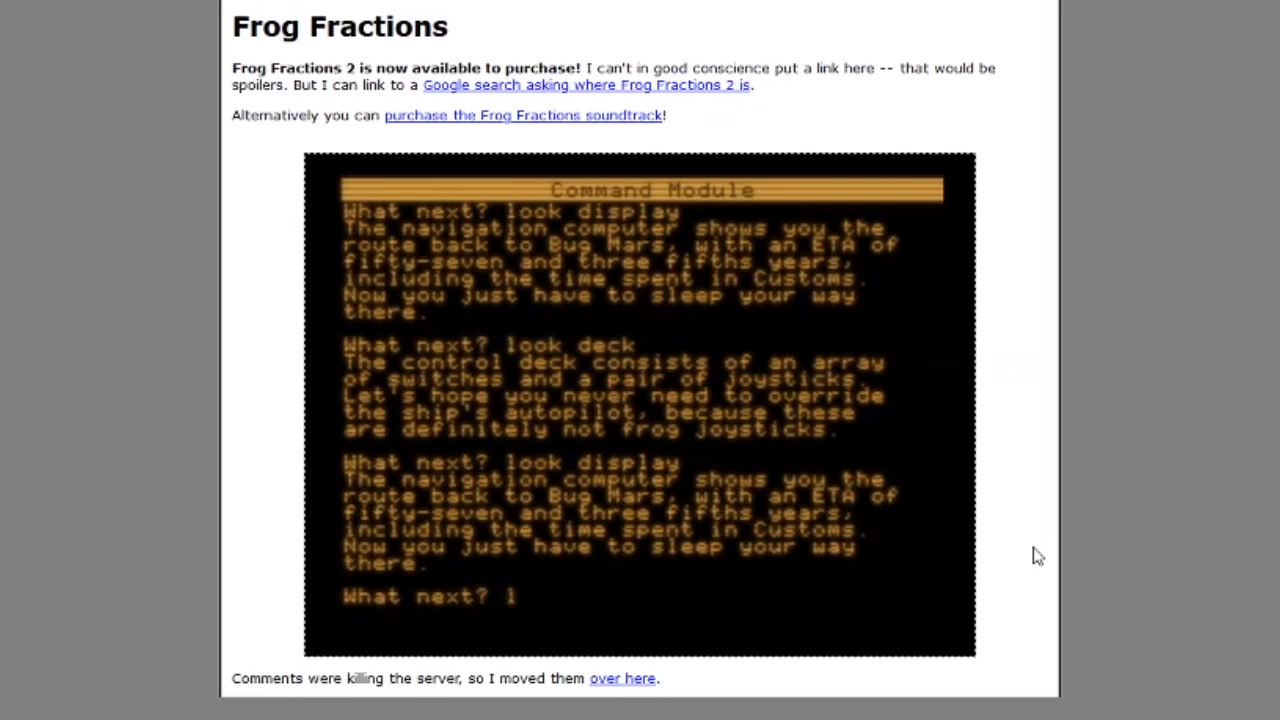 Frog Fractions
Frog Fractions 2 is now available to purchase! I can't in good conscience put a link here -- that would be
spoilers. But I can link to a Google search asking where Frog Fractions 2 is.
Alternatively you can purchase the Frog Fractions soundtrack!
Command Module
What next? look display
The navigation computer shows you the
route back to Bug Mars, with an ETA of
fifty-seven and three fifths years,
including the time spent in Customs.
Now you just have to sleep your way
there.
What next? look deck
The control deck consists of an array
of switches and a pair of joysticks.
Let's hope you never need to override
the ship's autopilot, because these
are definitely not frog joysticks.
What next? look display
The navigation computer shows you the
route back to Bug Mars, with an ETA of
fifty-seven and three fifths years,
including the time spent in Customs.
Now you just have to sleep your way
there.
What next? l
Comments were killing the server, so I moved them over here.